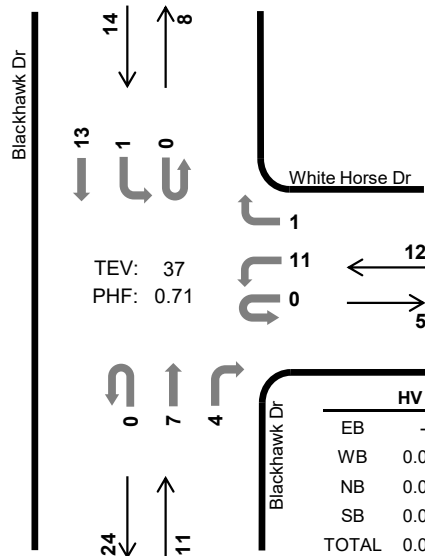 14
8
Blackhawk Dr
13
1
0
White Horse Dr
1
TEV: 37
PHF: 0.71
11
12
0
5
0
7
4
Blackhawk Dr
HV
EB -
WB 0.0
NB 0.0
SB 0.0
TOTAL 0.0
24
11